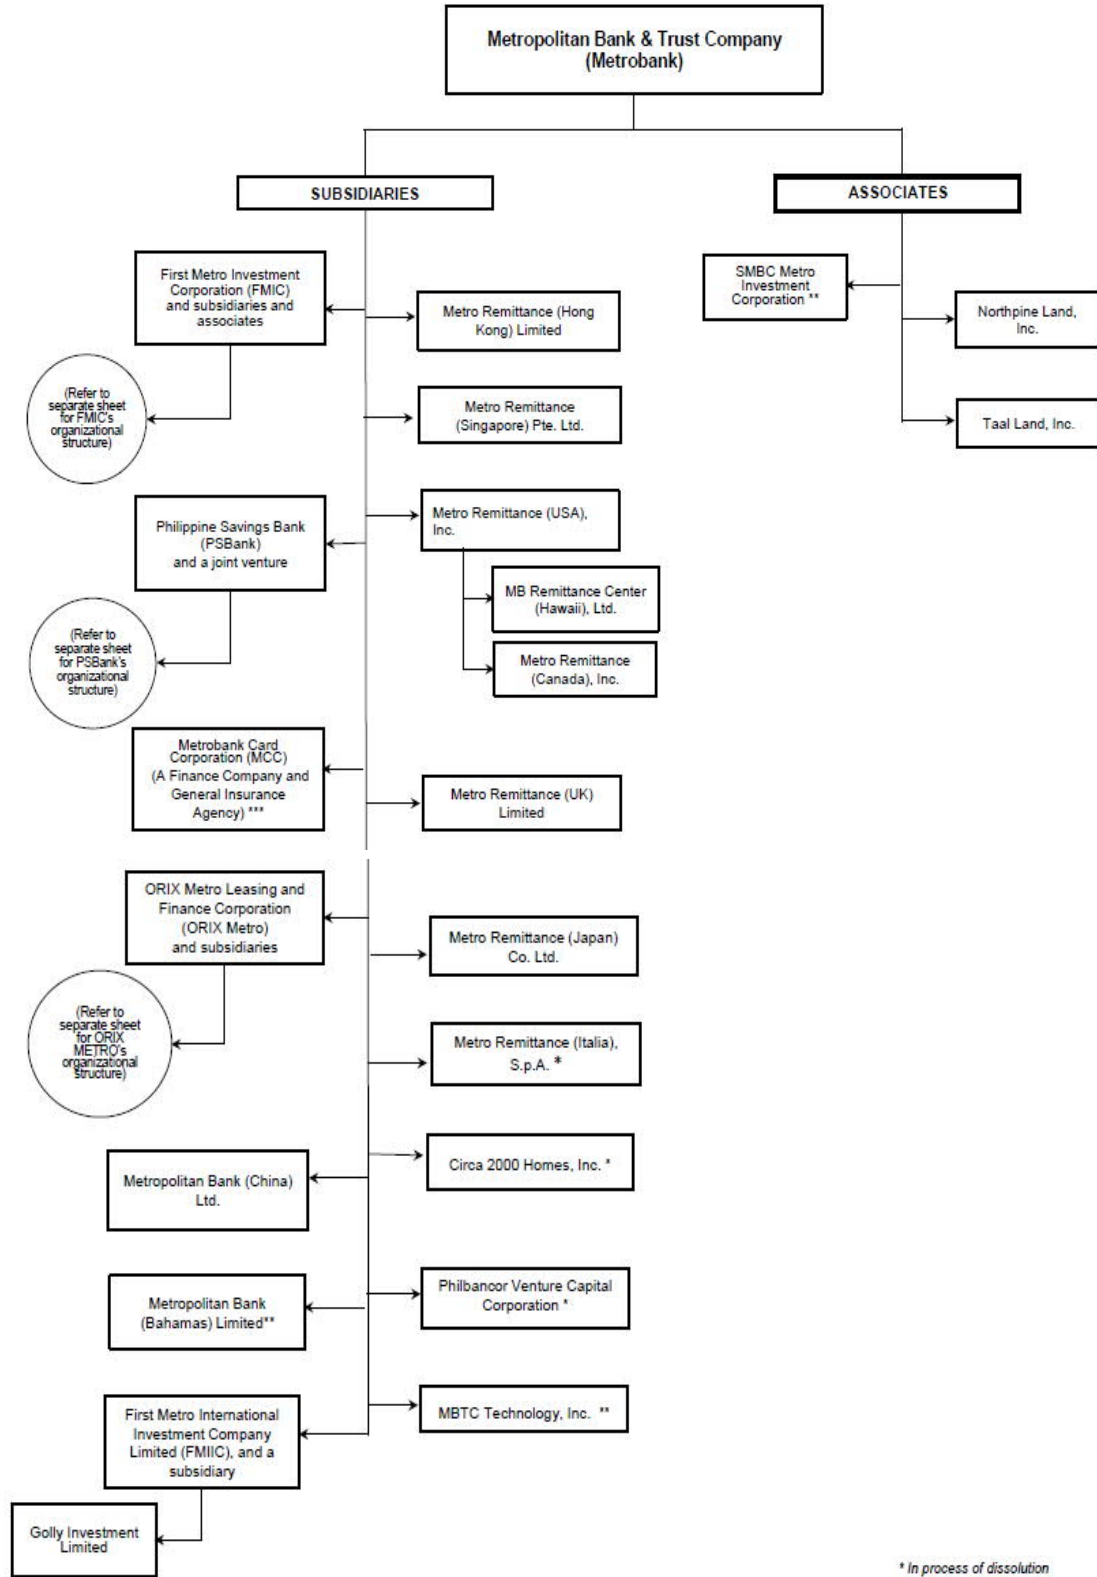 Metropolitan Bank & Trust Company
(Metrobank)
SUBSIDIARIES
ASSOCIATES
First Metro Investment
Corporation (FMIC)
and subsidiaries and
associates
Metro Remittance (Hong
Kong) Limited
SMBC Metro
Investment
Corporation **
Northpine Land,
Inc.
(Refer to
separate sheet
for FMIC's
organizational
structure)
Metro Remittance
(Singapore) Pte. Ltd.
Taal Land, Inc.
Philippine Savings Bank
(PSBank)
and a joint venture
Metro Remittance (USA),
Inc.
MB Remittance Center
(Hawaii), Ltd.
(Refer to
separate sheet
for PSBank's
organizational
structure)
Metro Remittance
(Canada), Inc.
Metrobank Card
Corporation (MCC)
(A Finance Company and
General Insurance
Agency) ***
Metro Remittance (UK)
Limited
ORIX Metro Leasing and
Finance Corporation
(ORIX Metro)
and subsidiaries
Metro Remittance (Japan)
Co. Ltd.
(Refer to
separate sheet
for ORIX
METRO's
organizational
structure)
Metro Remittance (Italia),
S.p.A. *
Metropolitan Bank (China)
Ltd.
Circa 2000 Homes, Inc. *
Metropolitan Bank
(Bahamas) Limited**
Philbancor Venture Capital
Corporation *
First Metro International
Investment Company
Limited (FMIIC), and a
subsidiary
MBTC Technology, Inc. **
Golly Investment
Limited
* In process of dissolution